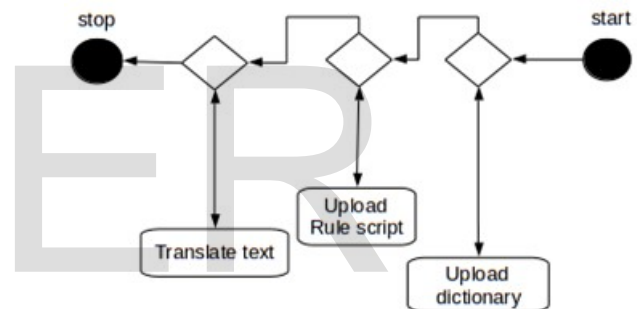 stop
start
Upload
Rule script
Translate text
Upload
dictionary
ER